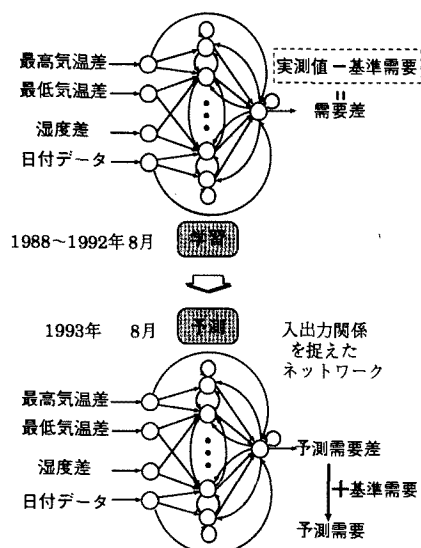 最高気温差
最低気温差
湿度差
日付データ
実測値－基準需要
=
需要差
1988～1992年8月
学習
1993年 8月
予測
入出力関係
を捉えた
ネットワーク
最高気温差
最低気温差
湿度差
日付データ
予測需要差
+基準需要
予測需要